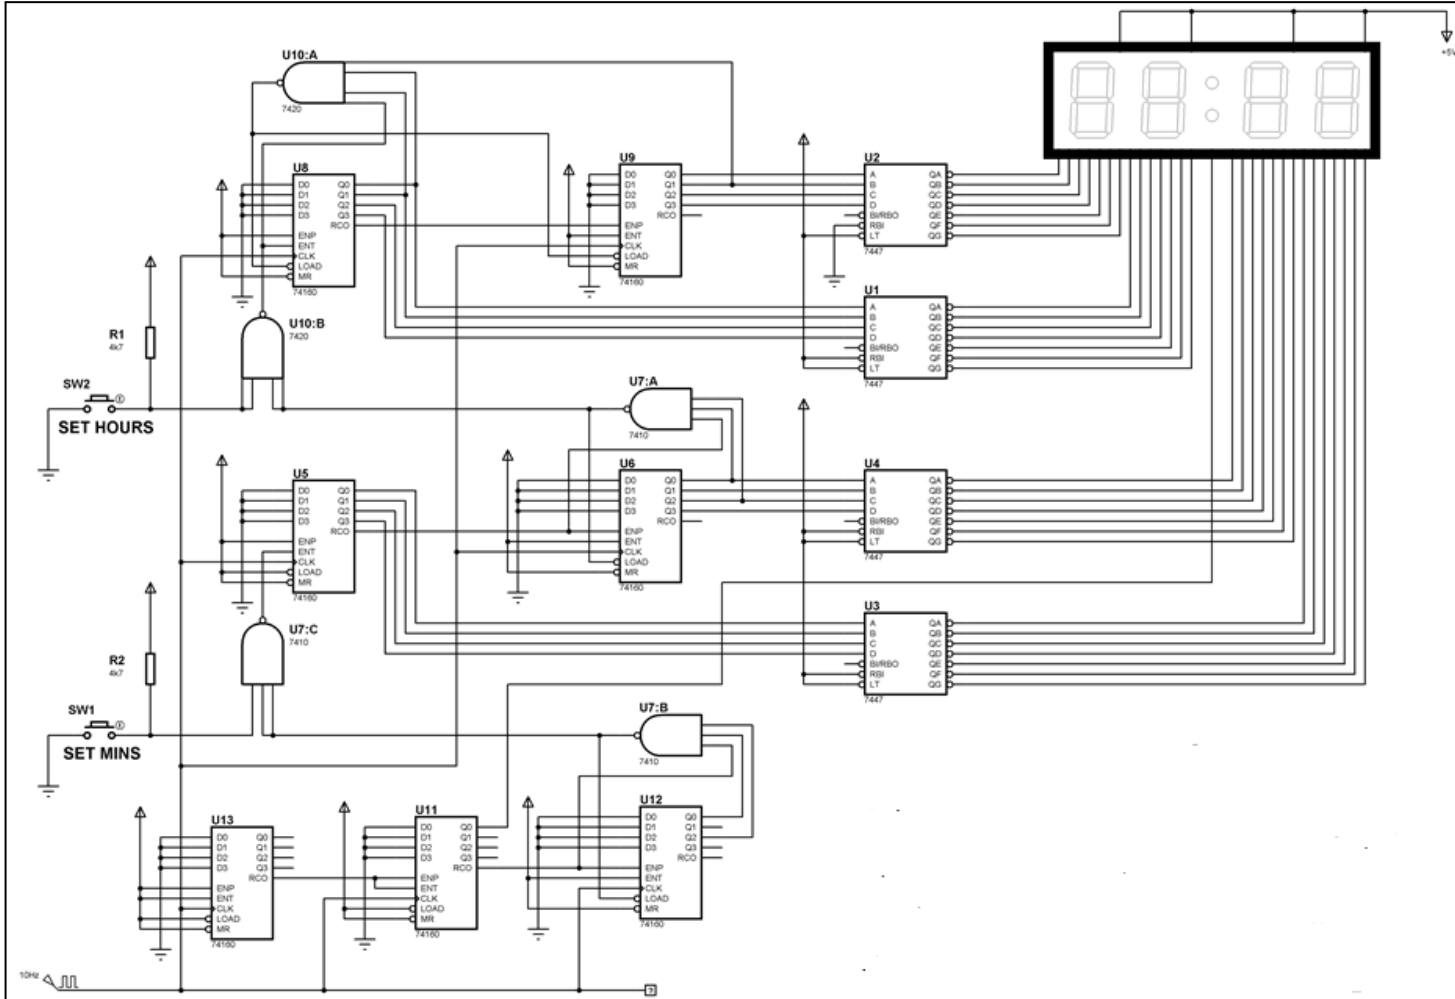 +5V
U10:A
7420
U8
D0 Q0
D1 Q1
D2 Q2
D3 Q3
RCO
ENP
ENT
CLK
LOAD
MR
74160
U9
D0 Q0
D1 Q1
D2 Q2
D3 Q3
RCO
ENP
ENT
CLK
LOAD
MR
74160
U2
A QA
B QB
C QC
D QD
BI/RBO QE
RBI QF
LT QG
7447
U1
A QA
B QB
C QC
D QD
BI/RBO QE
RBI QF
LT QG
7447
R1
4k7
U10:B
7420
SW2
SET HOURS
U7:A
7410
U5
D0 Q0
D1 Q1
D2 Q2
D3 Q3
RCO
ENP
ENT
CLK
LOAD
MR
74160
U6
D0 Q0
D1 Q1
D2 Q2
D3 Q3
RCO
ENP
ENT
CLK
LOAD
MR
74160
U4
A QA
B QB
C QC
D QD
BI/RBO QE
RBI QF
LT QG
7447
U3
A QA
B QB
C QC
D QD
BI/RBO QE
RBI QF
LT QG
7447
R2
4k7
U7:C
7410
SW1
SET MINS
U7:B
7410
U13
D0 Q0
D1 Q1
D2 Q2
D3 Q3
RCO
ENP
ENT
CLK
LOAD
MR
74160
U11
D0 Q0
D1 Q1
D2 Q2
D3 Q3
RCO
ENP
ENT
CLK
LOAD
MR
74160
U12
D0 Q0
D1 Q1
D2 Q2
D3 Q3
RCO
ENP
ENT
CLK
LOAD
MR
74160
10Hz
?